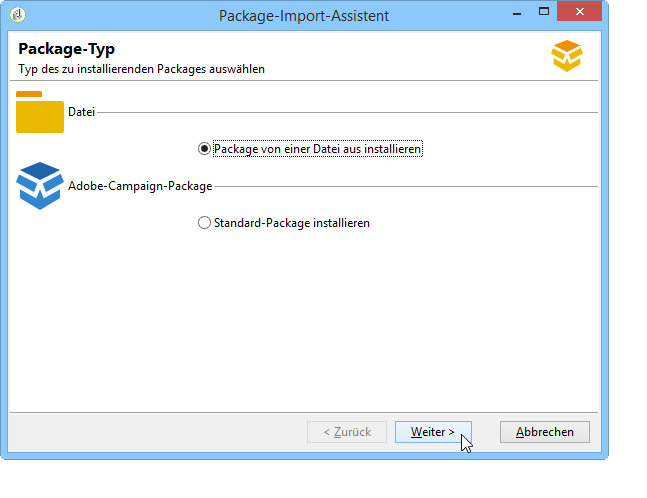 Package-Import-Assistent
Package-Typ
Typ des zu installierenden Packages auswählen
Datei
Package von einer Datei aus installieren
Adobe-Campaign-Package
Standard-Package installieren
< Zurück
Weiter >
Abbrechen